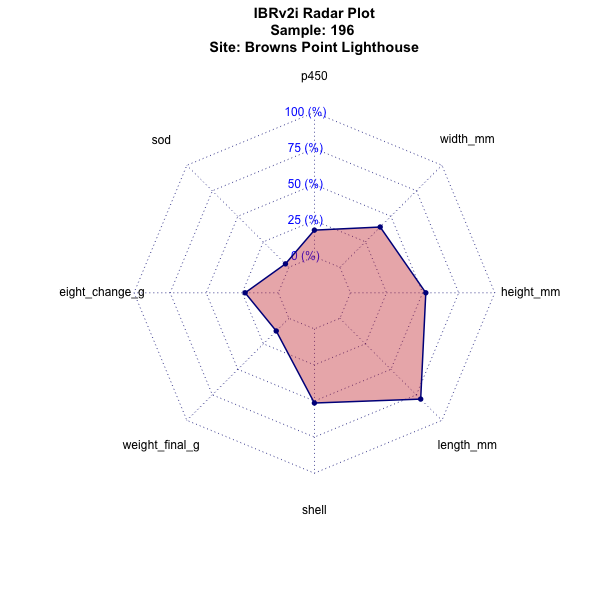 IBRv2i Radar Plot
Sample: 196
Site: Browns Point Lighthouse
p450
100 (%)
sod
width_mm
75 (%)
50 (%)
25 (%)
0 (%)
eight_change_g
height_mm
weight_final_g
length_mm
shell